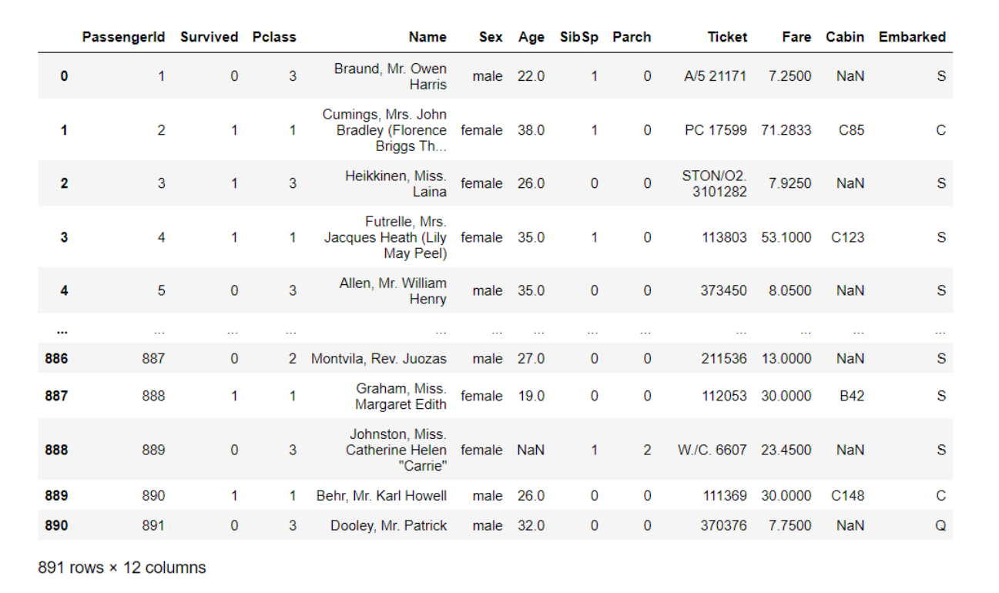 PassengerId Survived Pclass Name Sex Age SibSp Parch Ticket Fare Cabin Embarked
0 1 0 3 Braund, Mr. Owen Harris male 22.0 1 0 A/5 21171 7.2500 NaN S
1 2 1 1 Cumings, Mrs. John Bradley (Florence Briggs Th... female 38.0 1 0 PC 17599 71.2833 C85 C
2 3 1 3 Heikkinen, Miss. Laina female 26.0 0 0 STON/O2. 3101282 7.9250 NaN S
3 4 1 1 Futrelle, Mrs. Jacques Heath (Lily May Peel) female 35.0 1 0 113803 53.1000 C123 S
4 5 0 3 Allen, Mr. William Henry male 35.0 0 0 373450 8.0500 NaN S
... ... ... ... ... ... ... ... ... ... ... ... ...
886 887 0 2 Montvila, Rev. Juozas male 27.0 0 0 211536 13.0000 NaN S
887 888 1 1 Graham, Miss. Margaret Edith female 19.0 0 0 112053 30.0000 B42 S
888 889 0 3 Johnston, Miss. Catherine Helen "Carrie" female NaN 1 2 W./C. 6607 23.4500 NaN S
889 890 1 1 Behr, Mr. Karl Howell male 26.0 0 0 111369 30.0000 C148 C
890 891 0 3 Dooley, Mr. Patrick male 32.0 0 0 370376 7.7500 NaN Q
891 rows × 12 columns